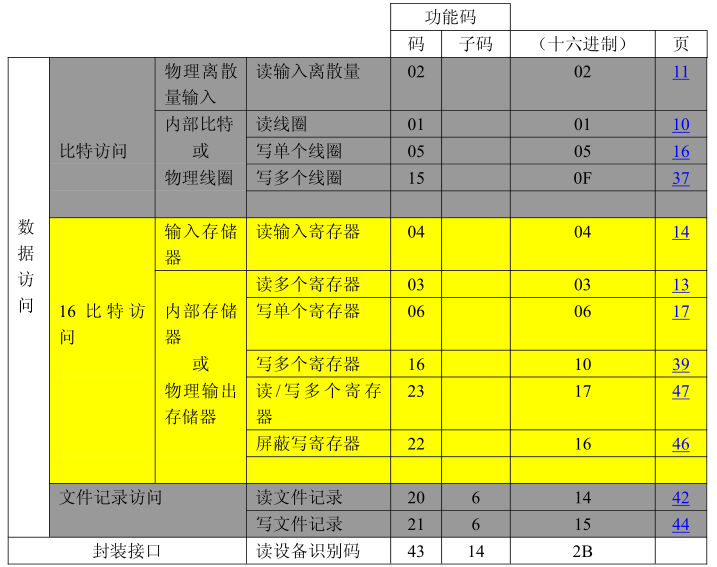 功能码
码 子码 （十六进制） 页
物理离散 读输入离散量 02 02 11
量输入
内部比特 读线圈 01 01 10
比特访问 或 写单个线圈 05 05 16
物理线圈 写多个线圈 15 0F 37
数
据
访
问
输入存储 读输入寄存器 04 04 14
器
读多个寄存器 03 03 13
16 比特访 内部存储 写单个寄存器 06 06 17
问 器
或 写多个寄存器 16 10 39
物理输出 读/写多个寄存 23 17 47
存储器 器
屏蔽写寄存器 22 16 46
文件记录访问 读文件记录 20 6 14 42
写文件记录 21 6 15 44
封装接口 读设备识别码 43 14 2B